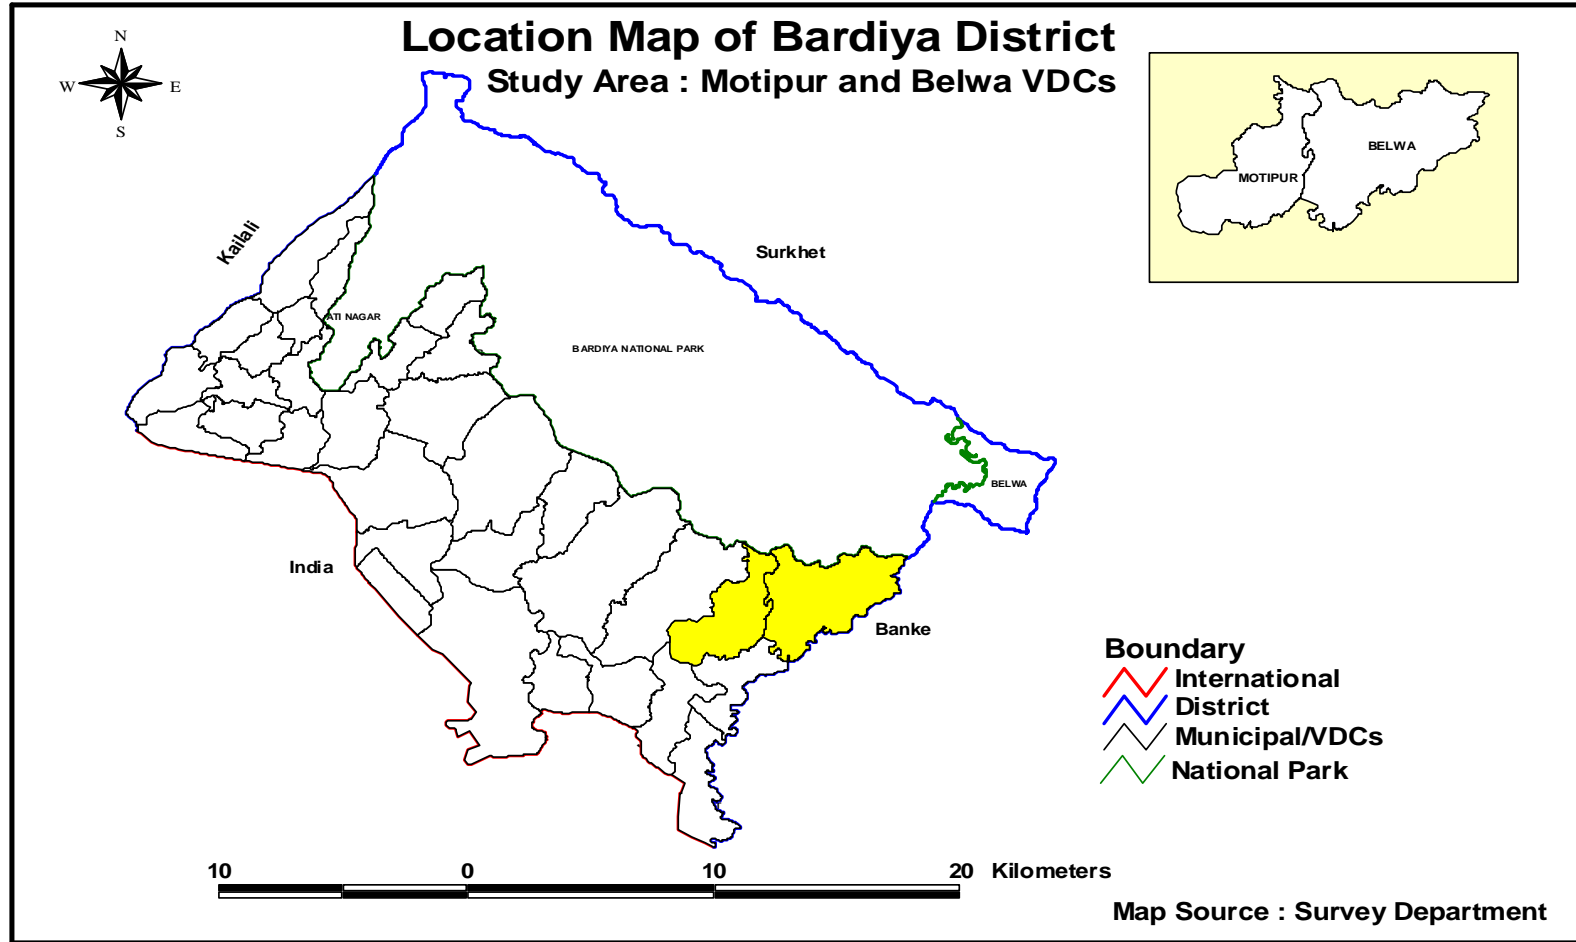 Location Map of Bardiya District
Study Area : Motipur and Belwa VDCs
N
W
E
S
BELWA
MOTIPUR
Kailali
Surkhet
ATI NAGAR
BARDIYA NATIONAL PARK
BELWA
India
Banke
Boundary
International
District
Municipal/VDCs
National Park
10 0 10 20 Kilometers
Map Source : Survey Department